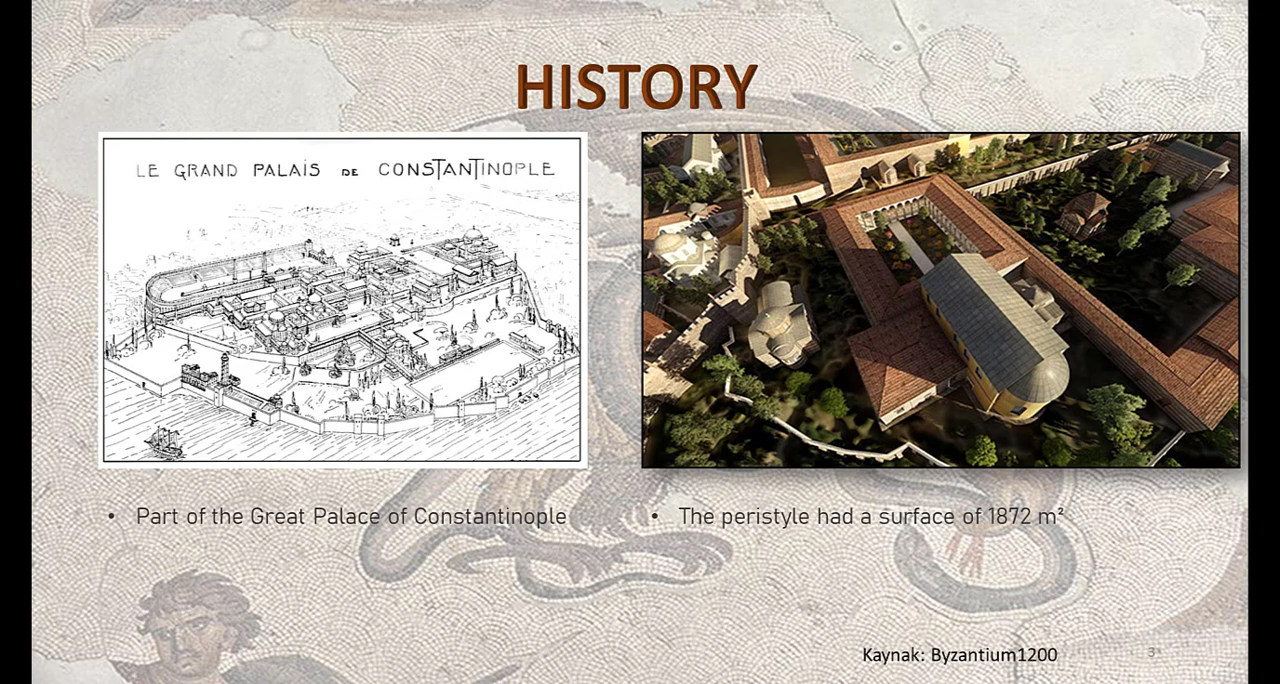 HISTORY
LE GRAND PALAIS DE CONSTANTINOPLE
• Part of the Great Palace of Constantinople
• The peristyle had a surface of 1872 m²
Kaynak: Byzantium1200
3